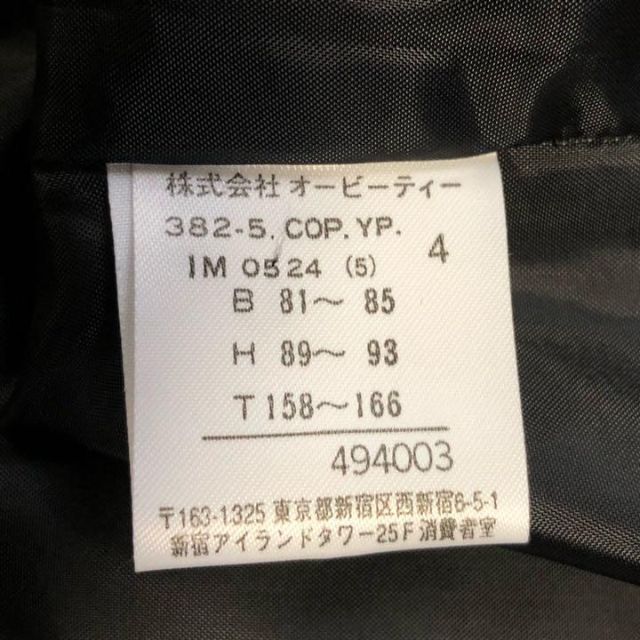 株式会社 オービーティー
382-5. COP. YP.
IM 0524 (5) 4
B 81〜 85
H 89〜 93
T 158〜166
494003
〒163-1325 東京都新宿区西新宿6-5-1
新宿アイランドタワー25F 消費者室